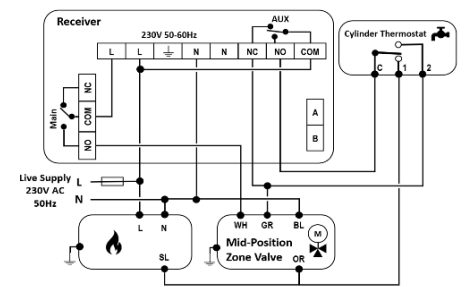 Receiver
230V 50-60Hz
AUX
L L N N NC NO COM
Cylinder Thermostat
C 1 2
Main
NC
COM
NO
A
B
Live Supply L
230V AC N
50Hz
L N
SL
WH GR BL
M
Mid-Position
Zone Valve
OR